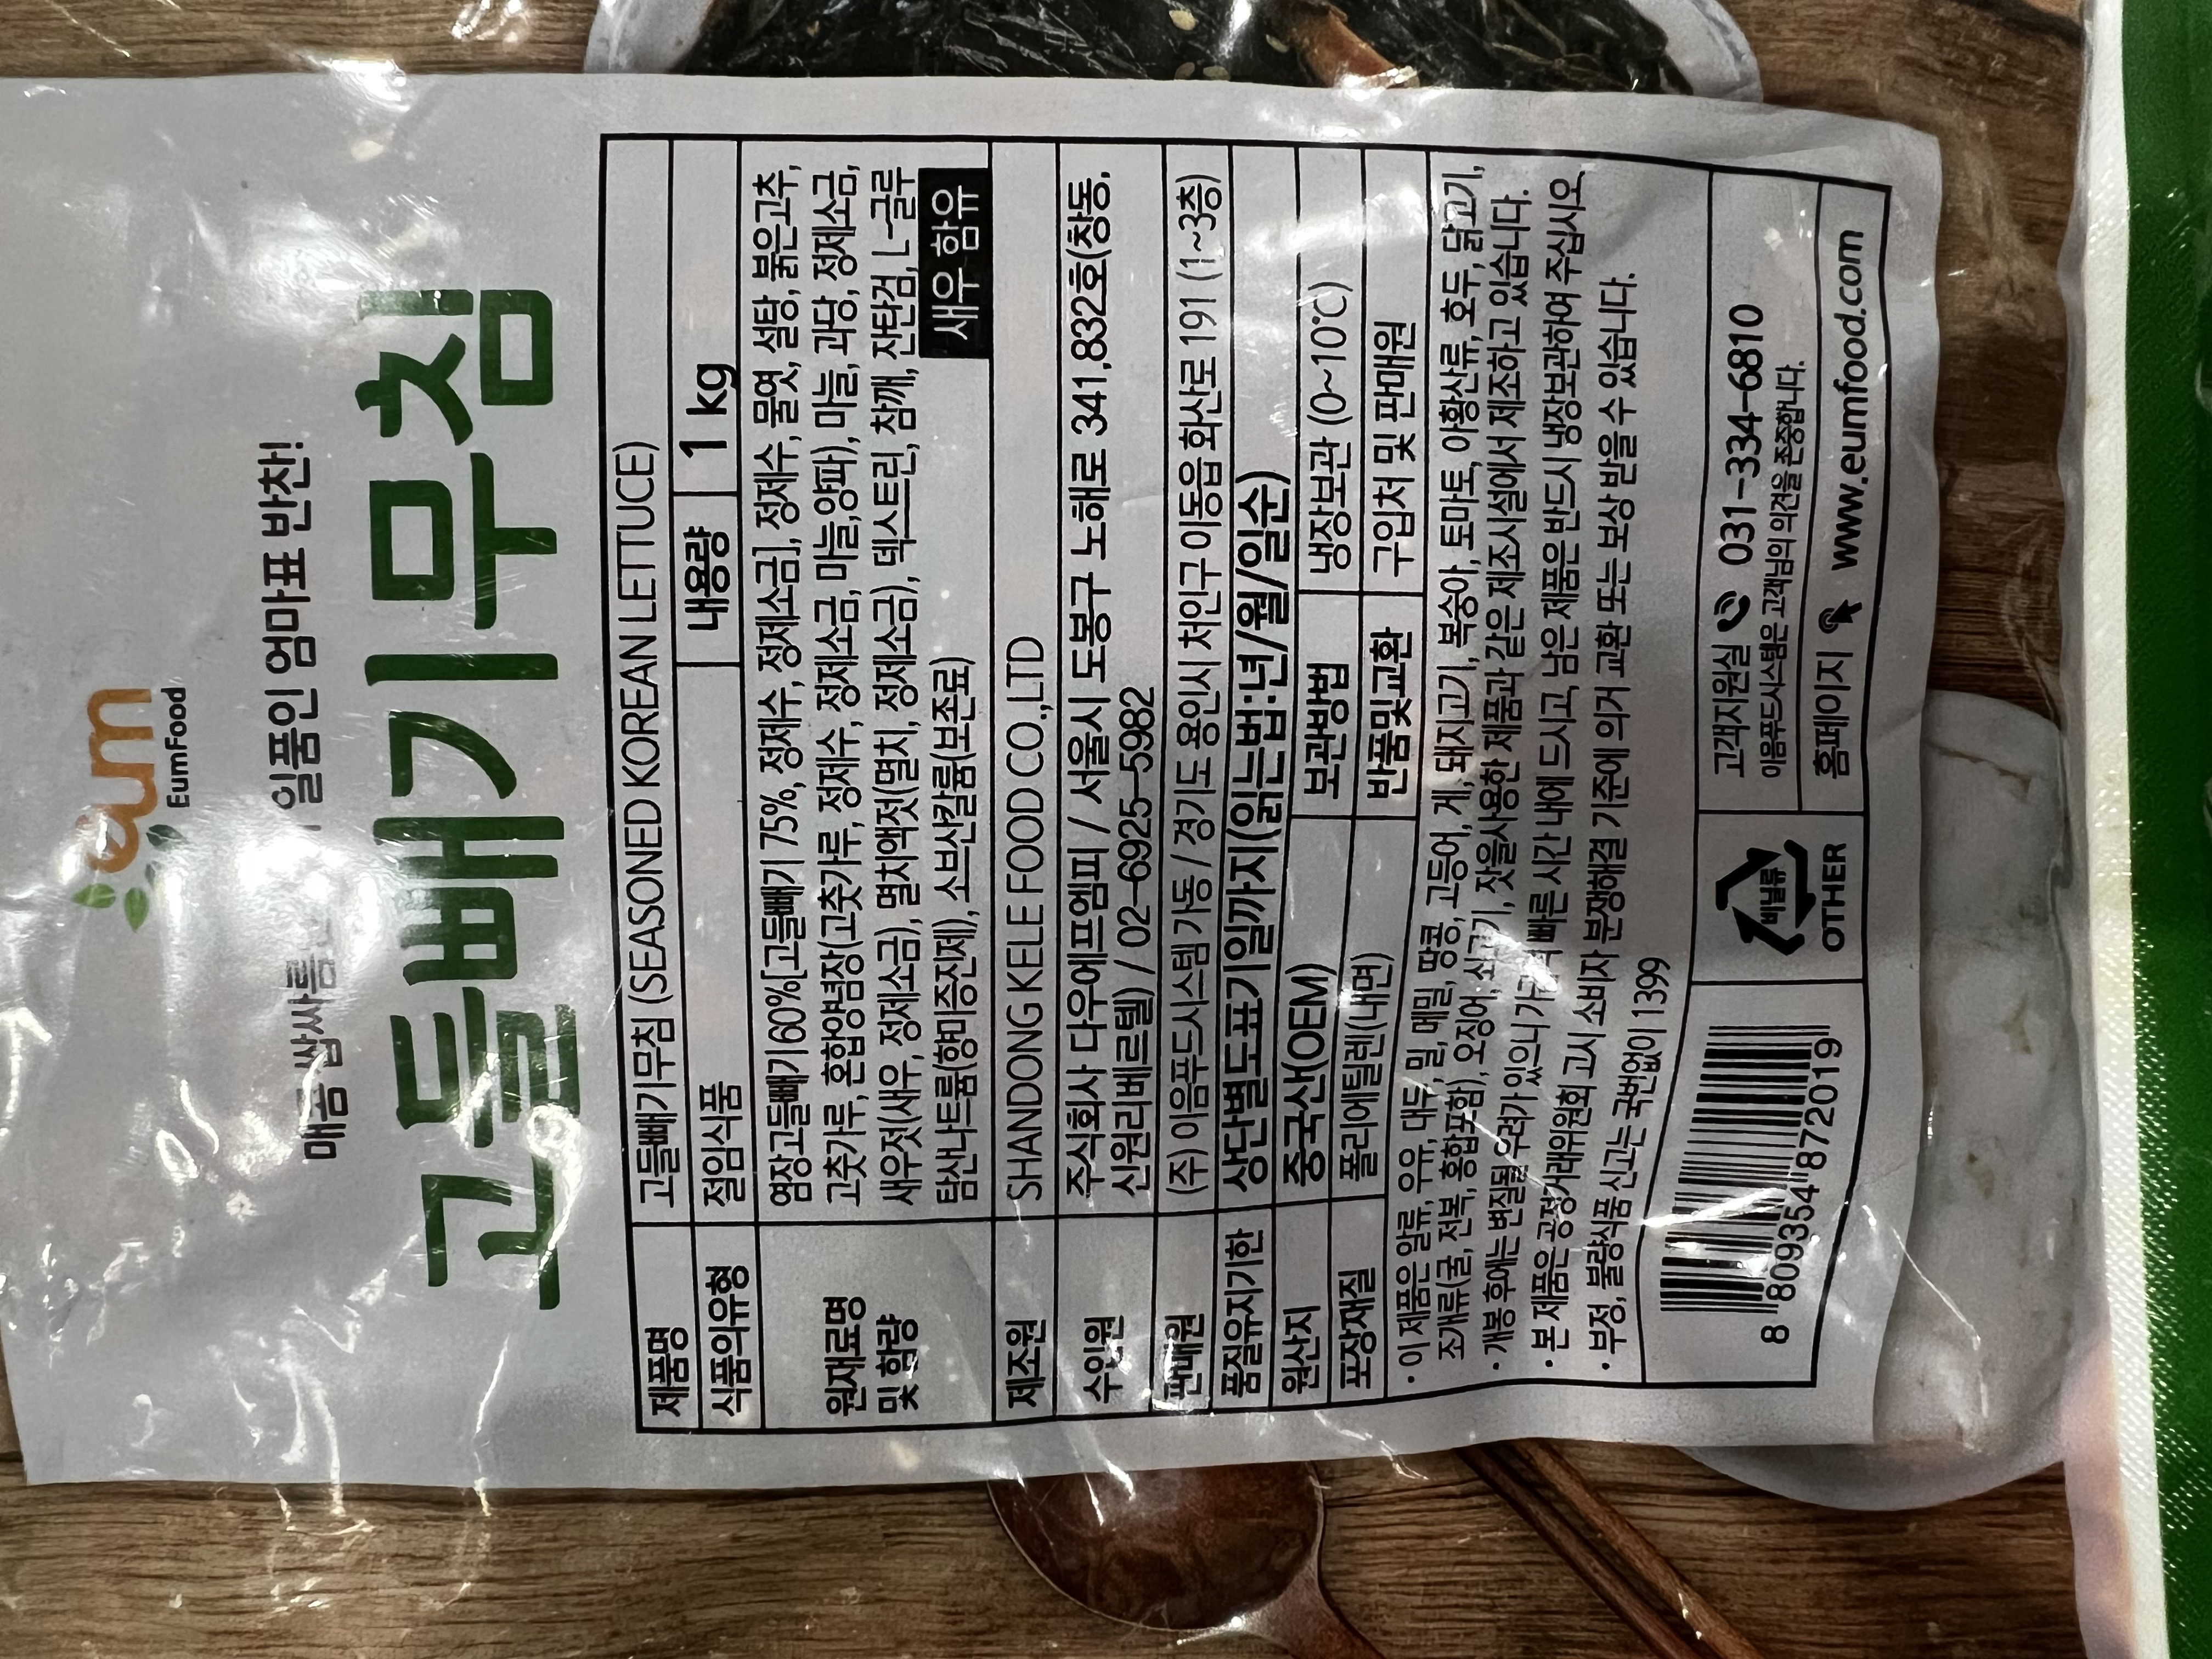 eum
EumFood
매콤 쌉싸름
일품인 엄마표 반찬!
고들빼기무침
제품명 고들빼기무침 (SEASONED KOREAN LETTUCE)
식품의유형 절임식품 내용량 1 kg
원재료명 및 함량
염장고들빼기60%[고들빼기 75%, 정제수, 정제소금], 정제수, 물엿, 설탕, 붉은고추,
고춧가루, 혼합양념장(고춧가루, 정제수, 정제소금, 마늘,양파), 마늘, 과당, 정제소금,
새우젓(새우, 정제소금), 멸치액젓(멸치, 정제소금), 덱스트린, 참깨, 잔탄검, L-글루
탐산나트륨(향미증진제), 소브산칼륨(보존료)
새우 함유
제조원 SHANDONG KELE FOOD CO.,LTD
수입원 주식회사 다우에프엠피 / 서울시 도봉구 노해로 341,832호(창동,
신원리베르텔) / 02-6925-5982
판매원 (주) 이음푸드시스템 가동 / 경기도 용인시 처인구 이동읍 화산로 191 (1~3층)
품질유지기한 상단별도표기일까지(읽는법:년/월/일순)
원산지 중국산(OEM) 보관방법 냉장보관 (0~10℃)
포장재질 폴리에틸렌(내면) 반품및교환 구입처 및 판매원
· 이 제품은 알류, 우유, 대두, 밀, 메밀, 땅콩, 고등어, 게, 돼지고기, 복숭아, 토마토, 아황산류, 호두, 닭고기,
조개류(굴, 전복, 홍합포함), 오징어, 쇠고기, 잣을사용한 제품과 같은 제조시설에서 제조하고 있습니다.
· 개봉 후에는 변질될 우려가 있으니 가급적 빠른 시간 내에 드시고, 남은 제품은 반드시 냉장보관하여 주십시오.
· 본 제품은 공정거래위원회 고시 소비자 분쟁해결 기준에 의거 교환 또는 보상 받을 수 있습니다.
· 부정, 불량식품 신고는 국번없이 1399
8 809354 872019
비닐류
OTHER
고객지원실 031-334-6810
이음푸드시스템은 고객님의 의견을 존중합니다.
홈페이지 www.eumfood.com